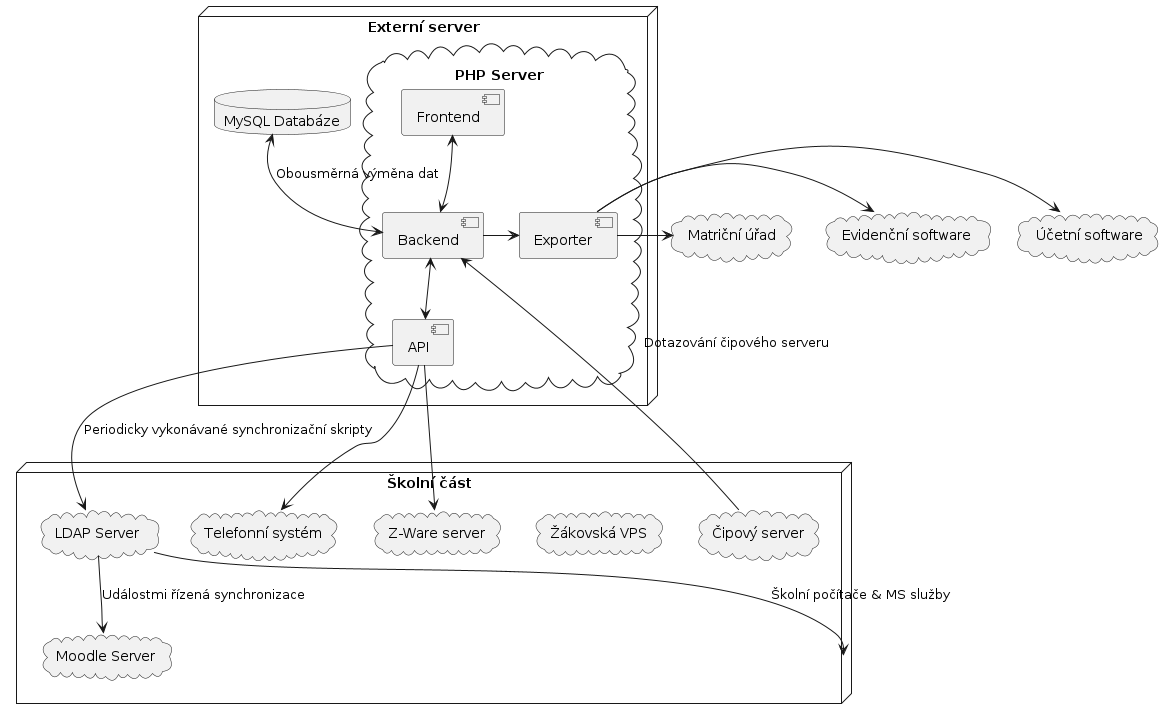 Externí server
PHP Server
MySQL Databáze
Frontend
Obousměrná výměna dat
Backend
Exporter
Matriční úřad
Evidenční software
Účetní software
API
Dotazování čipového serveru
Periodicky vykonávané synchronizační skripty
Školní část
LDAP Server
Telefonní systém
Z-Ware server
Žákovská VPS
Čipový server
Událostmi řízená synchronizace
Školní počítače & MS služby
Moodle Server